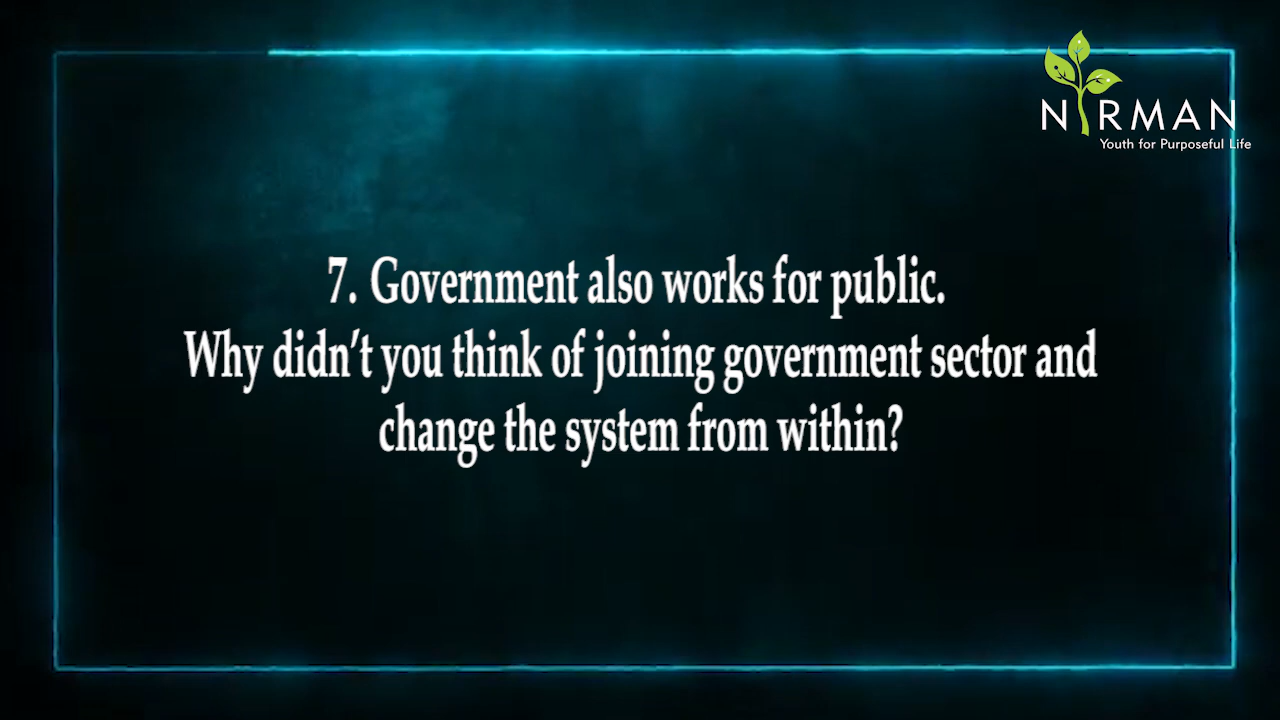 NIRMAN
Youth for Purposeful Life
7. Government also works for public.
Why didn't you think of joining government sector and
change the system from within?